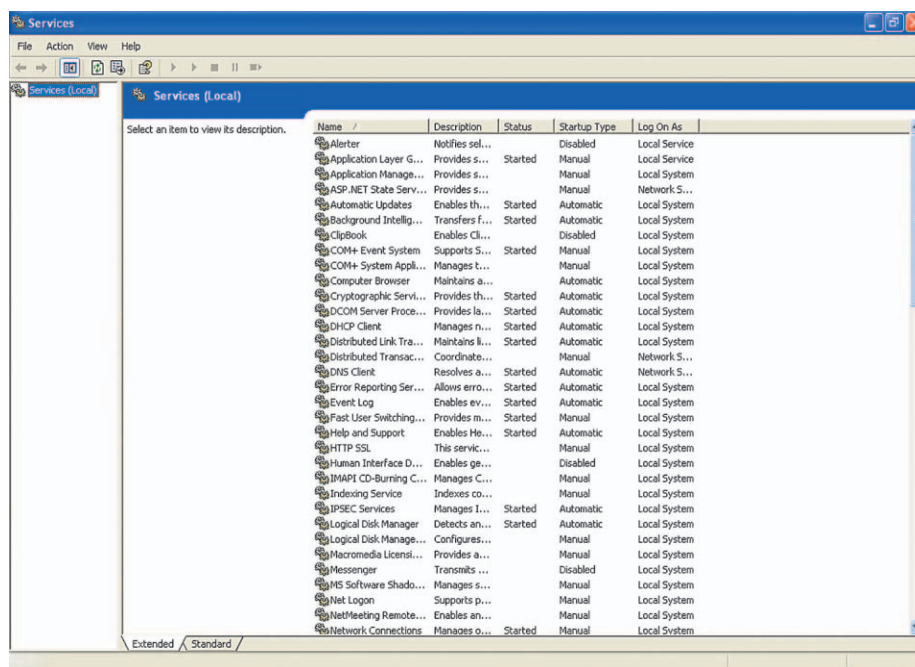 Services
File Action View Help
Services (Local)
Services (Local)
Select an item to view its description.
Name Description Status Startup Type Log On As
Alerter Notifies sel... Disabled Local Service
Application Layer G... Provides s... Started Manual Local Service
Application Manage... Provides s... Manual Local System
ASP.NET State Serv... Provides s... Manual Network S...
Automatic Updates Enables th... Started Automatic Local System
Background Intellig... Transfers f... Started Automatic Local System
ClipBook Enables Cli... Disabled Local System
COM+ Event System Supports S... Started Manual Local System
COM+ System Appli... Manages t... Manual Local System
Computer Browser Maintains a... Automatic Local System
Cryptographic Servi... Provides th... Started Automatic Local System
DCOM Server Proce... Provides la... Started Automatic Local System
DHCP Client Manages n... Started Automatic Local System
Distributed Link Tra... Maintains li... Started Automatic Local System
Distributed Transac... Coordinate... Manual Network S...
DNS Client Resolves a... Started Automatic Network S...
Error Reporting Ser... Allows erro... Started Automatic Local System
Event Log Enables ev... Started Automatic Local System
Fast User Switching... Provides m... Started Manual Local System
Help and Support Enables He... Started Automatic Local System
HTTP SSL This servic... Manual Local System
Human Interface D... Enables ge... Disabled Local System
IMAPI CD-Burning C... Manages C... Manual Local System
Indexing Service Indexes co... Manual Local System
IPSEC Services Manages I... Started Automatic Local System
Logical Disk Manager Detects an... Started Automatic Local System
Logical Disk Manage... Configures... Manual Local System
Macromedia Licensi... Provides a... Manual Local System
Messenger Transmits ... Disabled Local System
MS Software Shado... Manages s... Manual Local System
Net Logon Supports p... Manual Local System
NetMeeting Remote... Enables an... Manual Local System
Network Connections Manages o... Started Manual Local System
Extended Standard